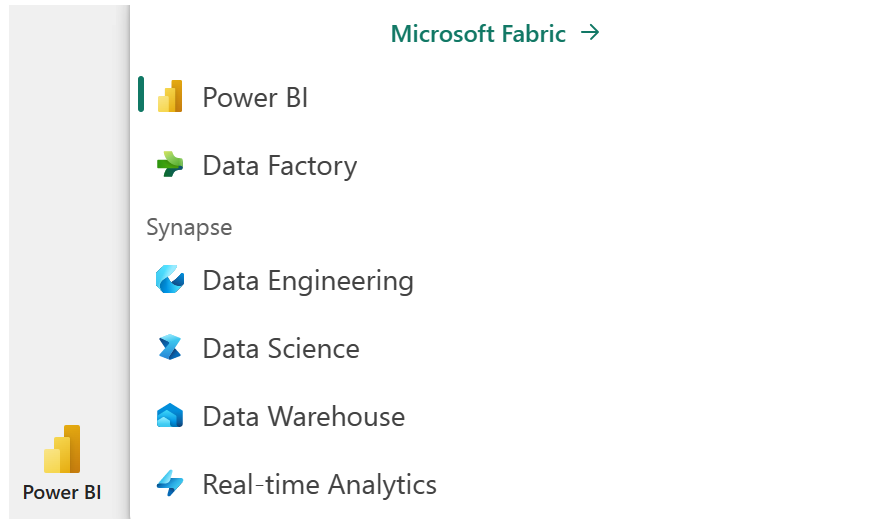 Microsoft Fabric →
Power BI
Data Factory
Synapse
Data Engineering
Data Science
Data Warehouse
Real-time Analytics
Power BI